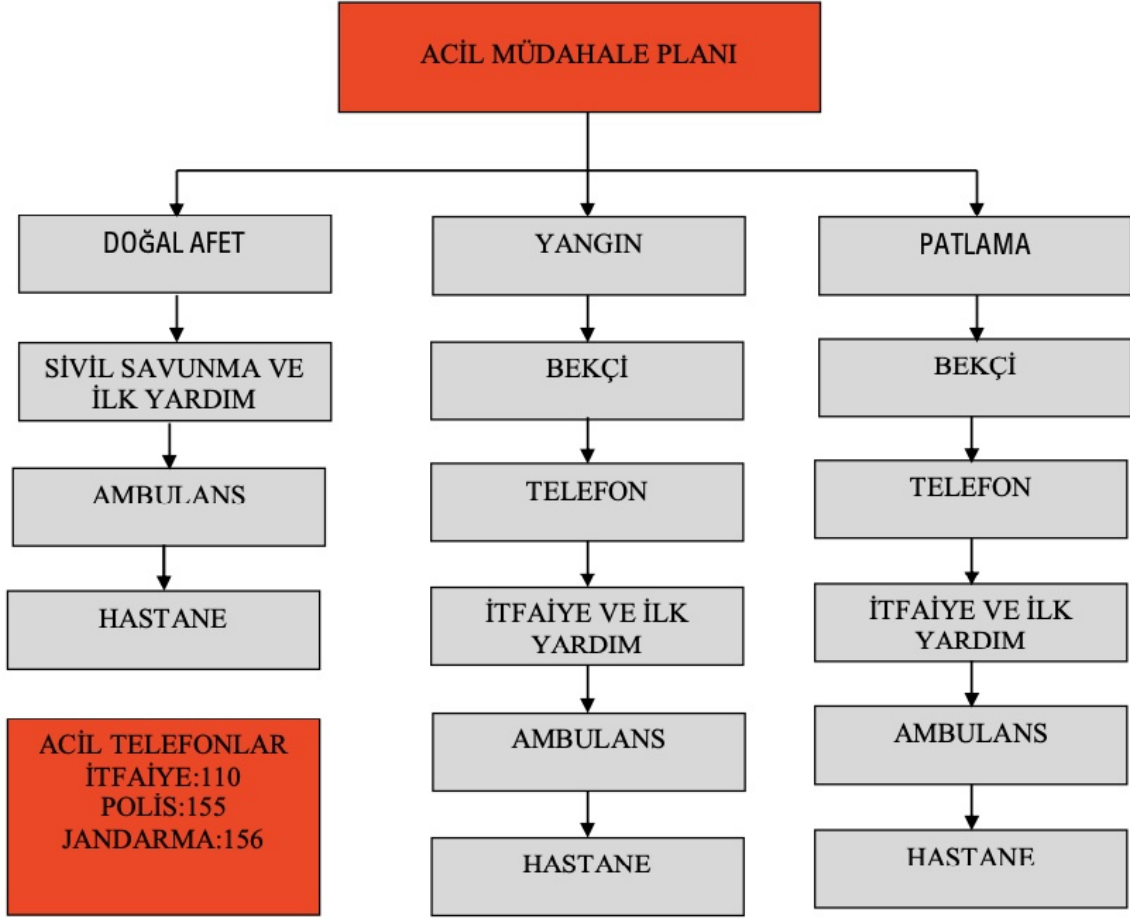 ACİL MÜDAHALE PLANI
DOĞAL AFET
SİVİL SAVUNMA VE
İLK YARDIM
AMBULANS
HASTANE
ACİL TELEFONLAR
İTFAİYE:110
POLİS:155
JANDARMA:156
YANGIN
BEKÇİ
TELEFON
İTFAİYE VE İLK
YARDIM
AMBULANS
HASTANE
PATLAMA
BEKÇİ
TELEFON
İTFAİYE VE İLK
YARDIM
AMBULANS
HASTANE